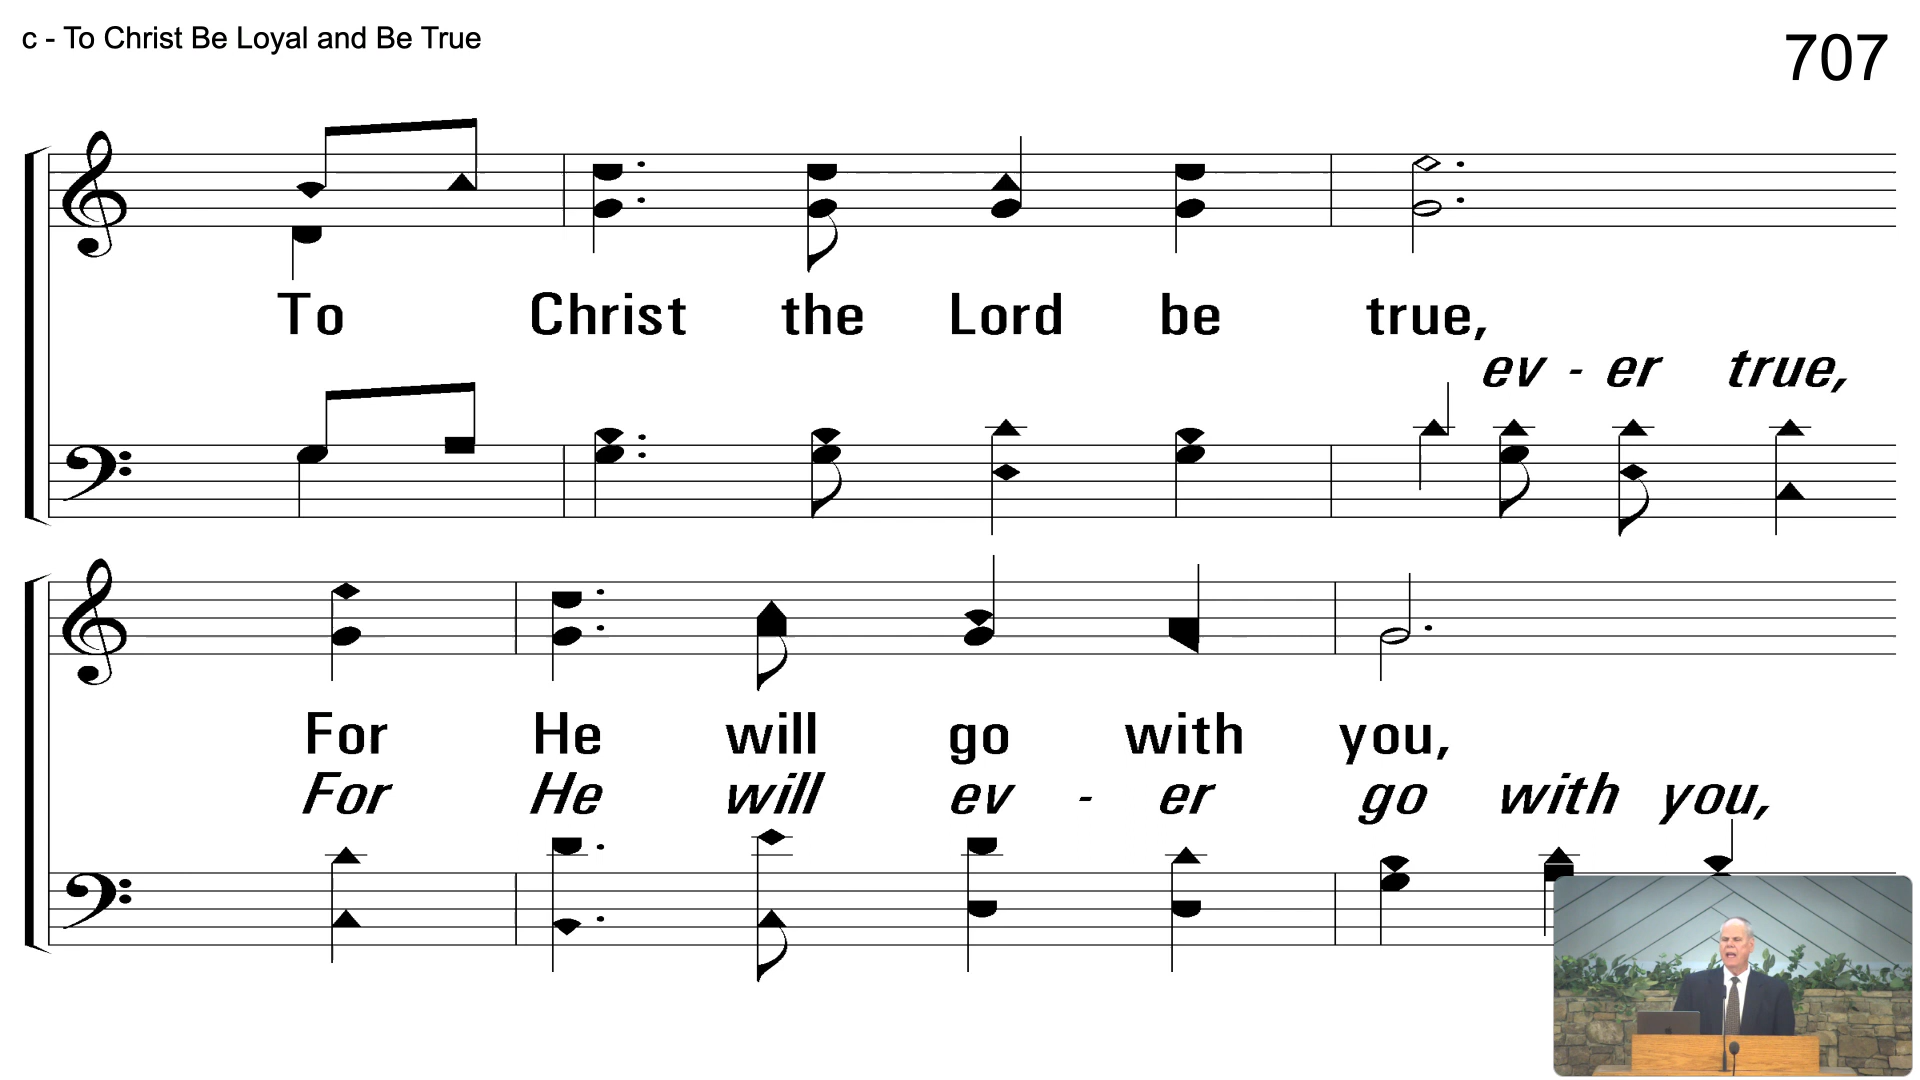 c - To Christ Be Loyal and Be True
707
To Christ the Lord be true,
ev - er true,
For He will go with you,
For He will ev - er go with you,